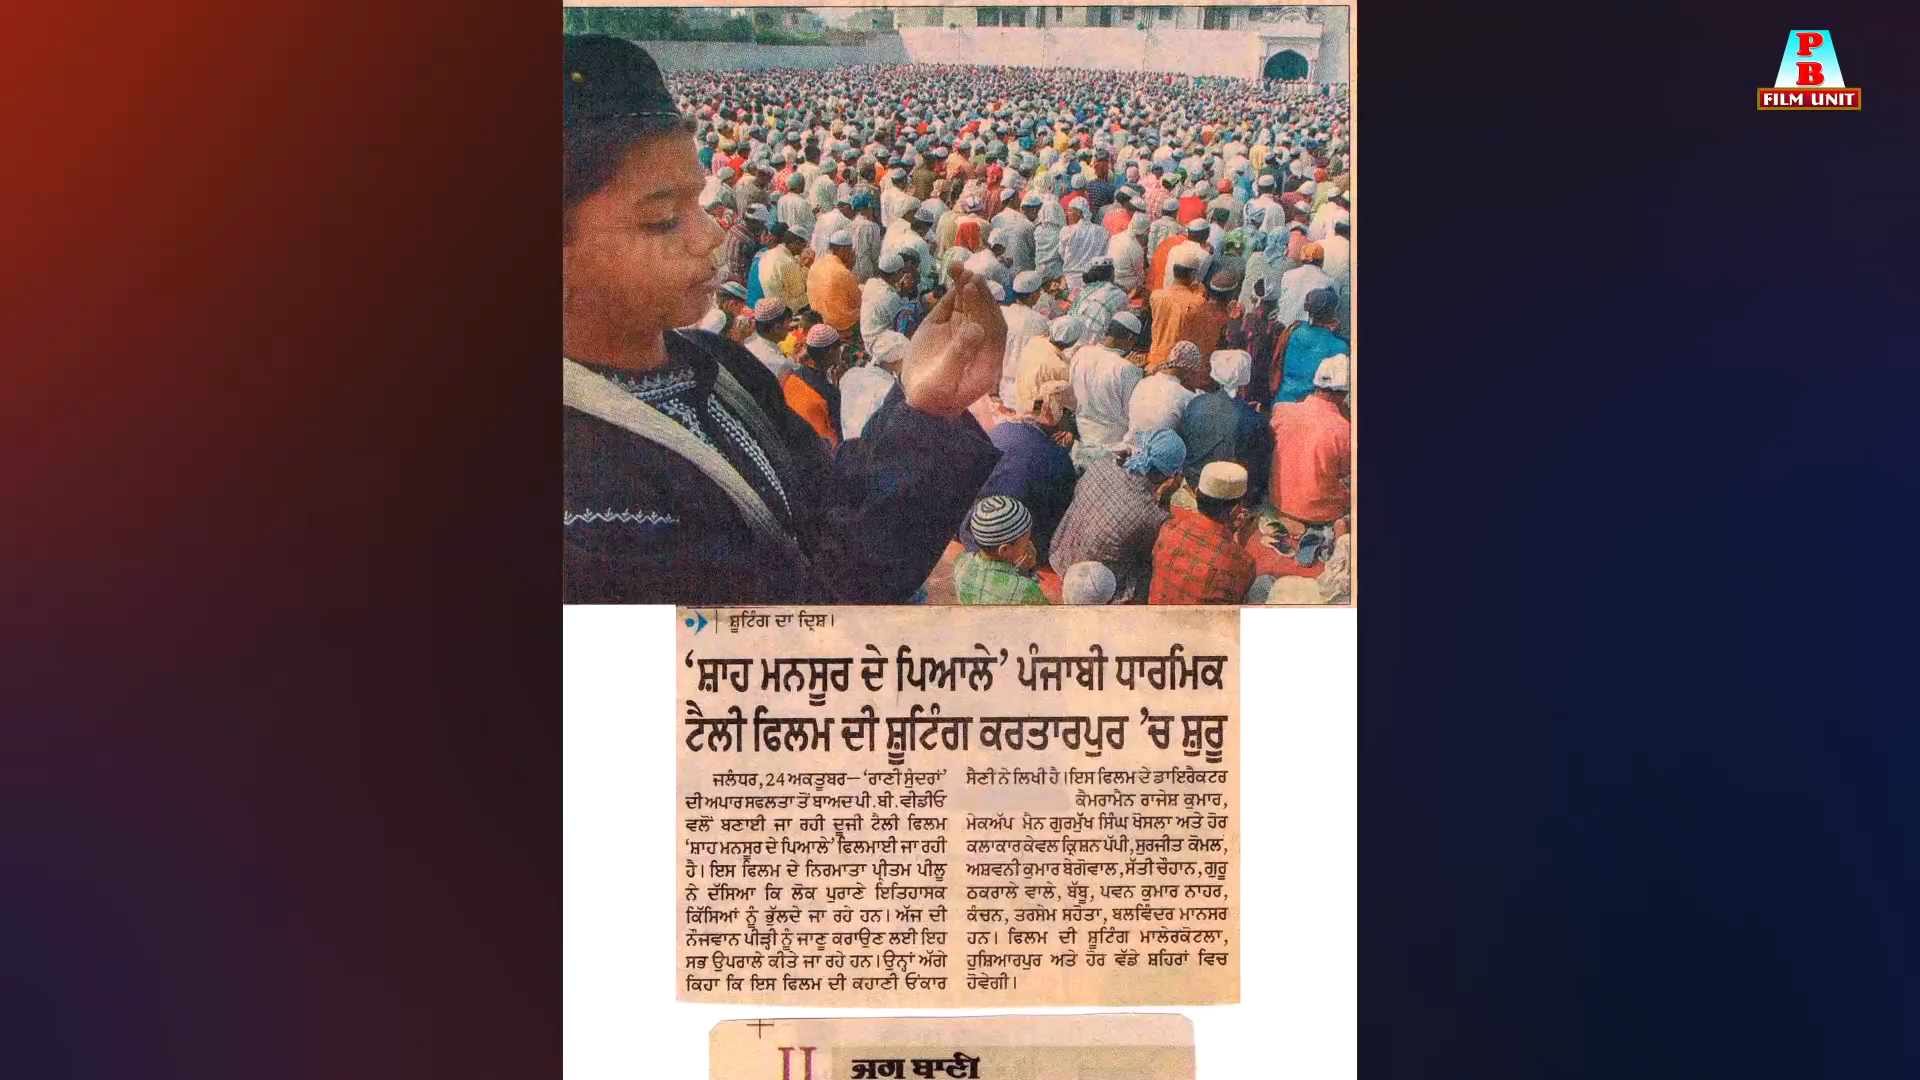 P
B
FILM UNIT
ਸ਼ੂਟਿੰਗ ਦਾ ਦ੍ਰਿਸ਼।
‘ਸ਼ਾਹ ਮਨਸੂਰ ਦੇ ਪਿਆਲੇ’ ਪੰਜਾਬੀ ਧਾਰਮਿਕ
ਟੈਲੀ ਫਿਲਮ ਦੀ ਸ਼ੂਟਿੰਗ ਕਰਤਾਰਪੁਰ ’ਚ ਸ਼ੁਰੂ
ਜਲੰਧਰ, 24 ਅਕਤੂਬਰ—‘ਰਾਣੀ ਸੁੰਦਰਾਂ’
ਦੀ ਅਪਾਰ ਸਫਲਤਾ ਤੋਂ ਬਾਅਦ ਪੀ.ਬੀ. ਵੀਡੀਓ
ਵਲੋਂ ਬਣਾਈ ਜਾ ਰਹੀ ਦੂਜੀ ਟੈਲੀ ਫਿਲਮ
‘ਸ਼ਾਹ ਮਨਸੂਰ ਦੇ ਪਿਆਲੇ’ ਫਿਲਮਾਈ ਜਾ ਰਹੀ
ਹੈ। ਇਸ ਫਿਲਮ ਦੇ ਨਿਰਮਾਤਾ ਪ੍ਰੀਤਮ ਪੀਲੂ
ਨੇ ਦੱਸਿਆ ਕਿ ਲੋਕ ਪੁਰਾਣੇ ਇਤਿਹਾਸਕ
ਕਿੱਸਿਆਂ ਨੂੰ ਭੁੱਲਦੇ ਜਾ ਰਹੇ ਹਨ। ਅੱਜ ਦੀ
ਨੌਜਵਾਨ ਪੀੜ੍ਹੀ ਨੂੰ ਜਾਣੂ ਕਰਾਉਣ ਲਈ ਇਹ
ਸਭ ਉਪਰਾਲੇ ਕੀਤੇ ਜਾ ਰਹੇ ਹਨ। ਉਨ੍ਹਾਂ ਅੱਗੇ
ਕਿਹਾ ਕਿ ਇਸ ਫਿਲਮ ਦੀ ਕਹਾਣੀ ਓਂਕਾਰ
ਸੈਣੀ ਨੇ ਲਿਖੀ ਹੈ। ਇਸ ਫਿਲਮ ਦੇ ਡਾਇਰੈਕਟਰ
ਕੈਮਰਾਮੈਨ ਰਾਜੇਸ਼ ਕੁਮਾਰ,
ਮੇਕਅੱਪ ਮੈਨ ਗੁਰਮੁੱਖ ਸਿੰਘ ਖੋਸਲਾ ਅਤੇ ਹੋਰ
ਕਲਾਕਾਰ ਕੇਵਲ ਕ੍ਰਿਸ਼ਨ ਪੱਪੀ, ਸੁਰਜੀਤ ਕੋਮਲ,
ਅਸ਼ਵਨੀ ਕੁਮਾਰ ਬੇਗੋਵਾਲ, ਸੱਤੀ ਚੌਹਾਨ, ਗੁਰੂ
ਠਕਰਾਲੇ ਵਾਲੇ, ਬੱਬੂ, ਪਵਨ ਕੁਮਾਰ ਨਾਹਰ,
ਕੰਚਨ, ਤਰਸੇਮ ਸਹੋਤਾ, ਬਲਵਿੰਦਰ ਮਾਨਸਰ
ਹਨ। ਫਿਲਮ ਦੀ ਸ਼ੂਟਿੰਗ ਮਾਲੇਰਕੋਟਲਾ,
ਹੁਸ਼ਿਆਰਪੁਰ ਅਤੇ ਹੋਰ ਵੱਡੇ ਸ਼ਹਿਰਾਂ ਵਿਚ
ਹੋਵੇਗੀ।
ਜਗ ਬਾਣੀ